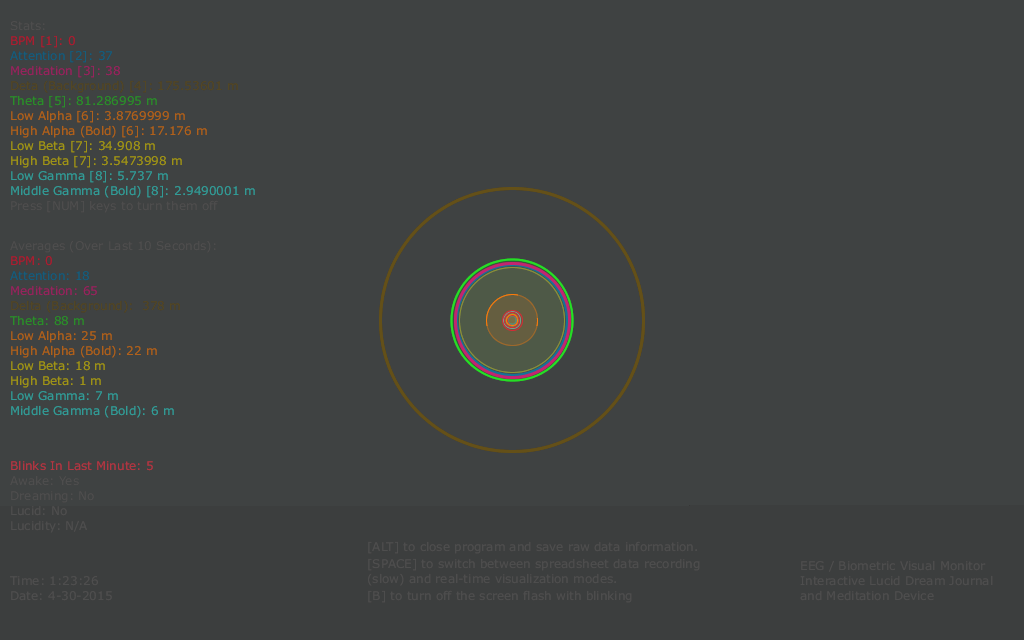 Stats:
BPM [1]: 0
Attention [2]: 37
Meditation [3]: 38
Theta [5]: 81.286995 m
Low Alpha [6]: 3.8769999 m
High Alpha (Bold) [6]: 17.176 m
Low Beta [7]: 34.908 m
High Beta [7]: 3.5473998 m
Low Gamma [8]: 5.737 m
Middle Gamma (Bold) [8]: 2.9490001 m
Press [NUM] keys to turn them off
Averages (Over Last 10 Seconds):
BPM: 0
Attention: 18
Meditation: 65
Delta (Background): m
Theta: 88 m
Low Alpha: 25 m
High Alpha (Bold): 22 m
Low Beta: 18 m
High Beta: 1 m
Low Gamma: 7 m
Middle Gamma (Bold): 6 m
Blinks In Last Minute: 5
Awake: Yes
Dreaming: No
Lucid: No
Lucidity: N/A
Time: 1:23:26
Date: 4-30-2015
[ALT] to close program and save raw data information.
[SPACE] to switch between spreadsheet data recording
(slow) and real-time visualization modes.
[B] to turn off the screen flash with blinking
EEG / Biometric Visual Monitor
Interactive Lucid Dream Journal
and Meditation Device